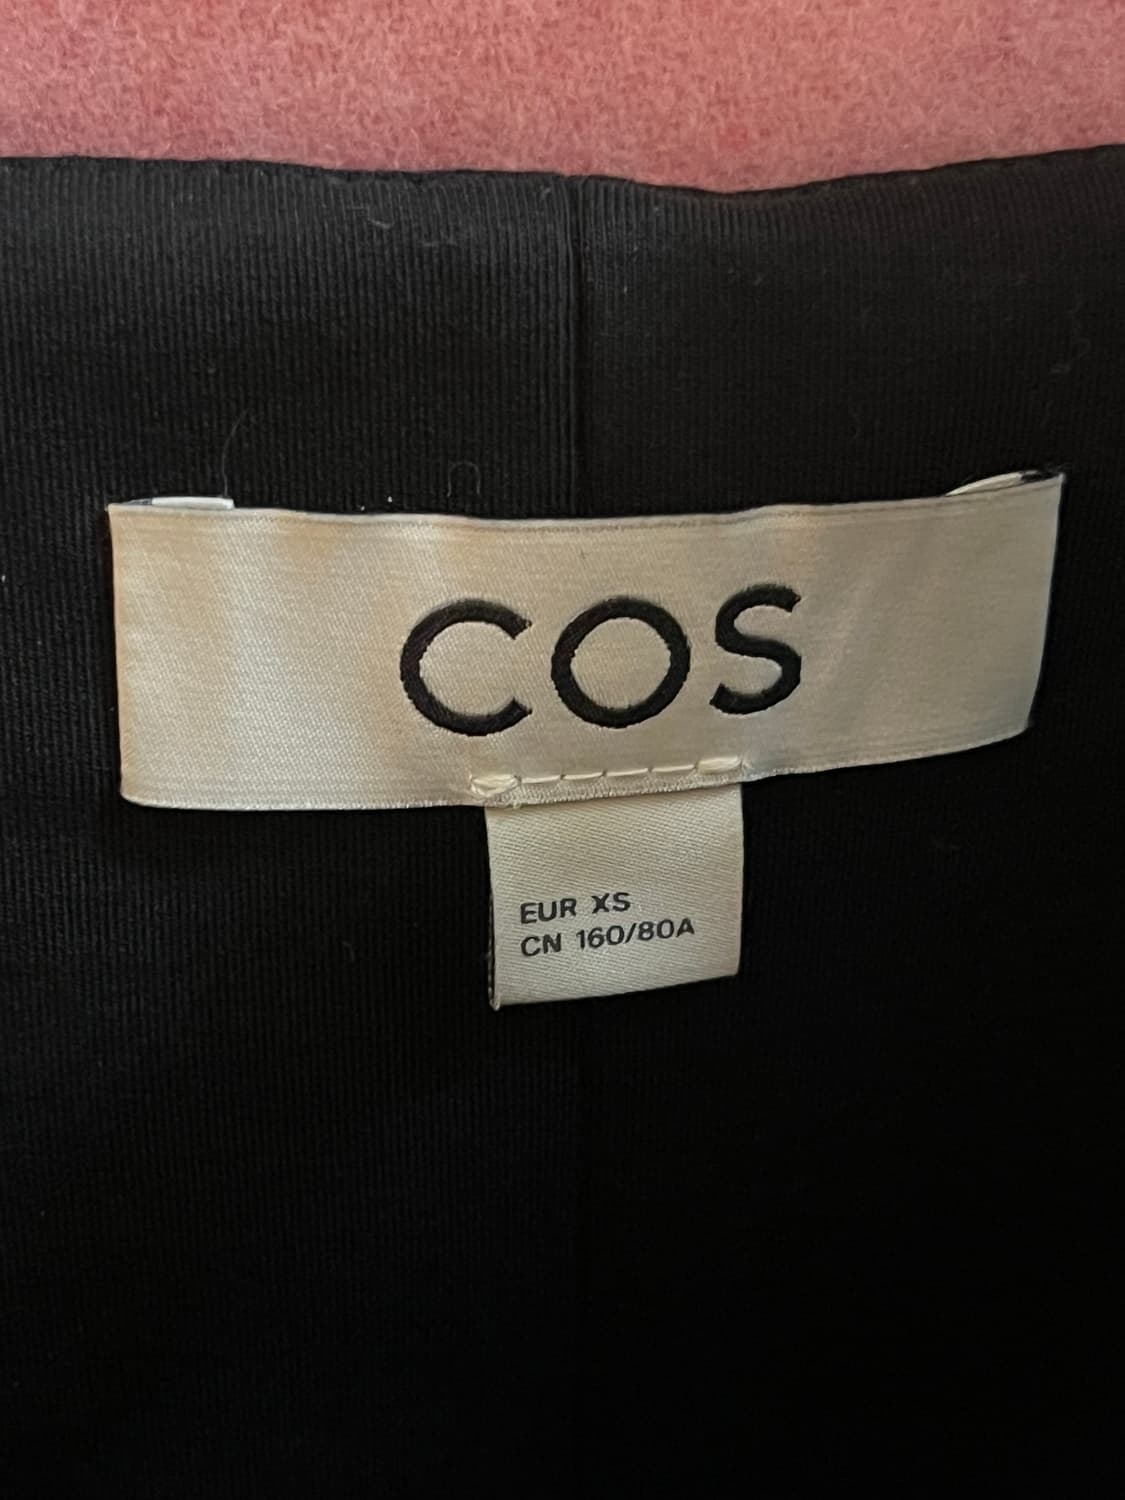 COS
EUR XS
CN 160/80A